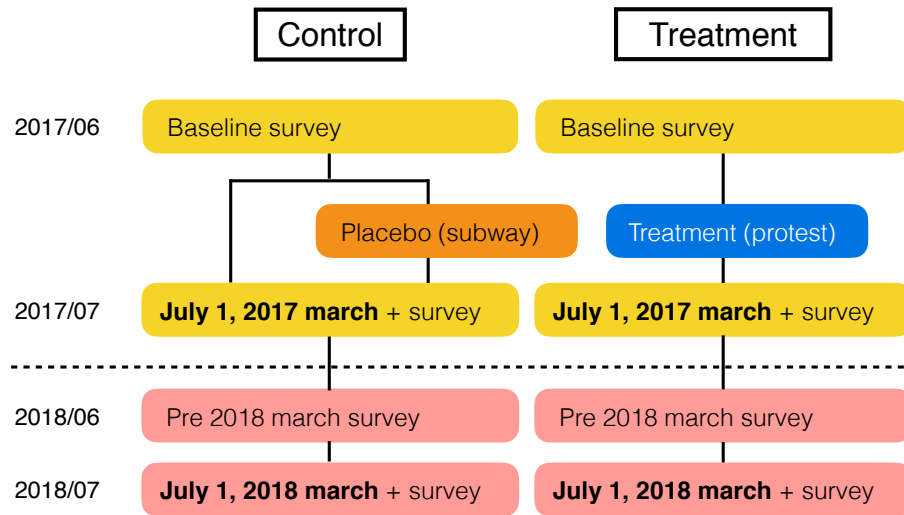 Control
Treatment
2017/06
Baseline survey
Baseline survey
Placebo (subway)
Treatment (protest)
2017/07
July 1, 2017 march + survey
July 1, 2017 march + survey
2018/06
Pre 2018 march survey
Pre 2018 march survey
2018/07
July 1, 2018 march + survey
July 1, 2018 march + survey